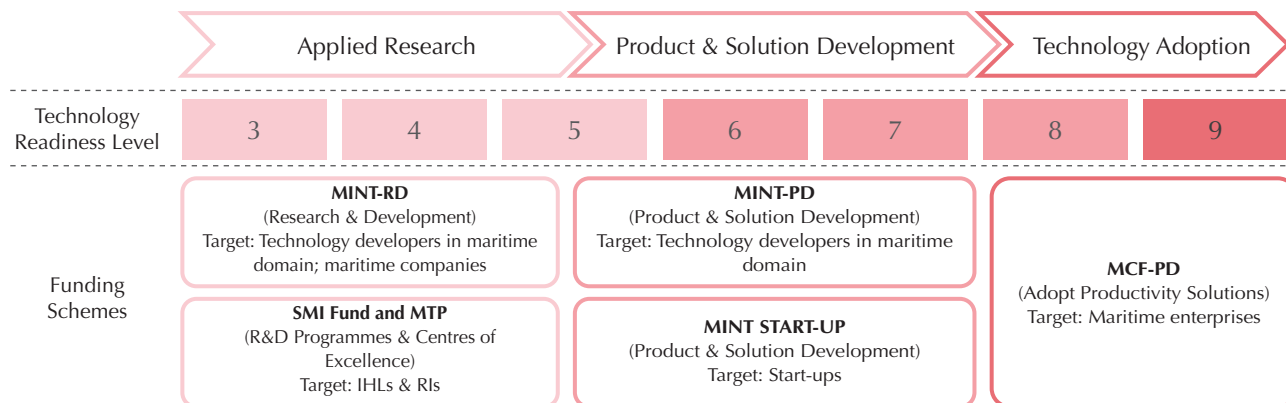 Applied Research
Product & Solution Development
Technology Adoption
Technology
Readiness Level
3
4
5
6
7
8
9
Funding
Schemes
MINT-RD
(Research & Development)
Target: Technology developers in maritime
domain; maritime companies
MINT-PD
(Product & Solution Development)
Target: Technology developers in maritime
domain
SMI Fund and MTP
(R&D Programmes & Centres of
Excellence)
Target: IHLs & RIs
MINT START-UP
(Product & Solution Development)
Target: Start-ups
MCF-PD
(Adopt Productivity Solutions)
Target: Maritime enterprises